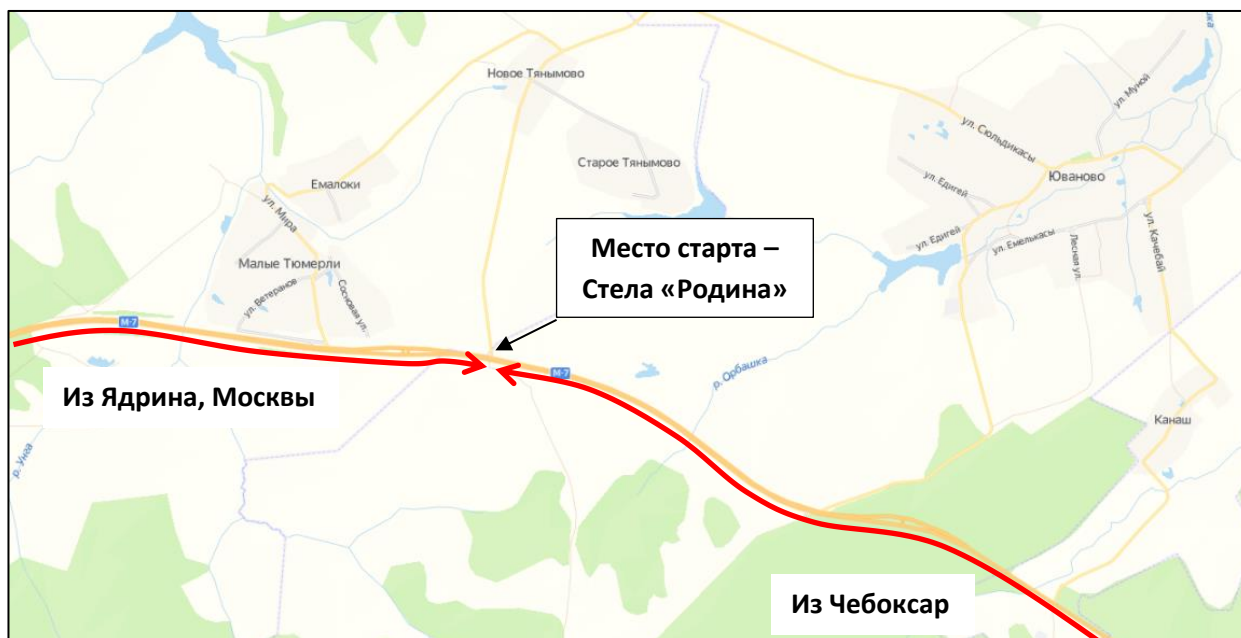 Новое Тянымово
ул. Муной
ул. Сюльдикасы
Старое Тянымово
Емалоки
Юваново
ул. Едигей
ул. Мира
ул. Качебай
Место старта –
Стела «Родина»
ул. Едигей
ул. Емелькасы
Лесная ул.
Малые Тюмерли
ул. Ветеранов
Сосновая ул.
М-7
М-7
р. Орбашка
Из Ядрина, Москвы
Канаш
р. Унга
Из Чебоксар